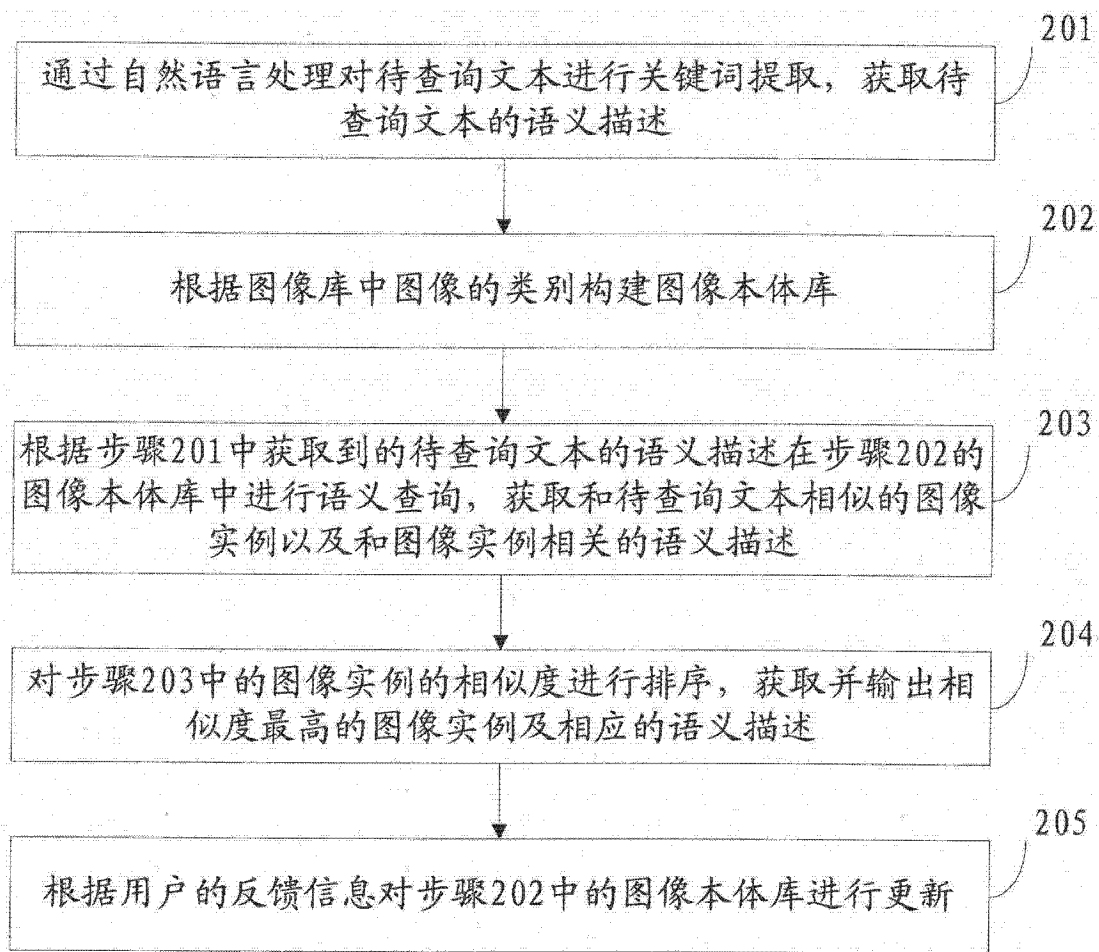 201
通过自然语言处理对待查询文本进行关键词提取，获取待
查询文本的语义描述
202
根据图像库中图像的类别构建图像本体库
203
根据步骤201中获取到的待查询文本的语义描述在步骤202的
图像本体库中进行语义查询，获取和待查询文本相似的图像
实例以及和图像实例相关的语义描述
204
对步骤203中的图像实例的相似度进行排序，获取并输出相
似度最高的图像实例及相应的语义描述
205
根据用户的反馈信息对步骤202中的图像本体库进行更新